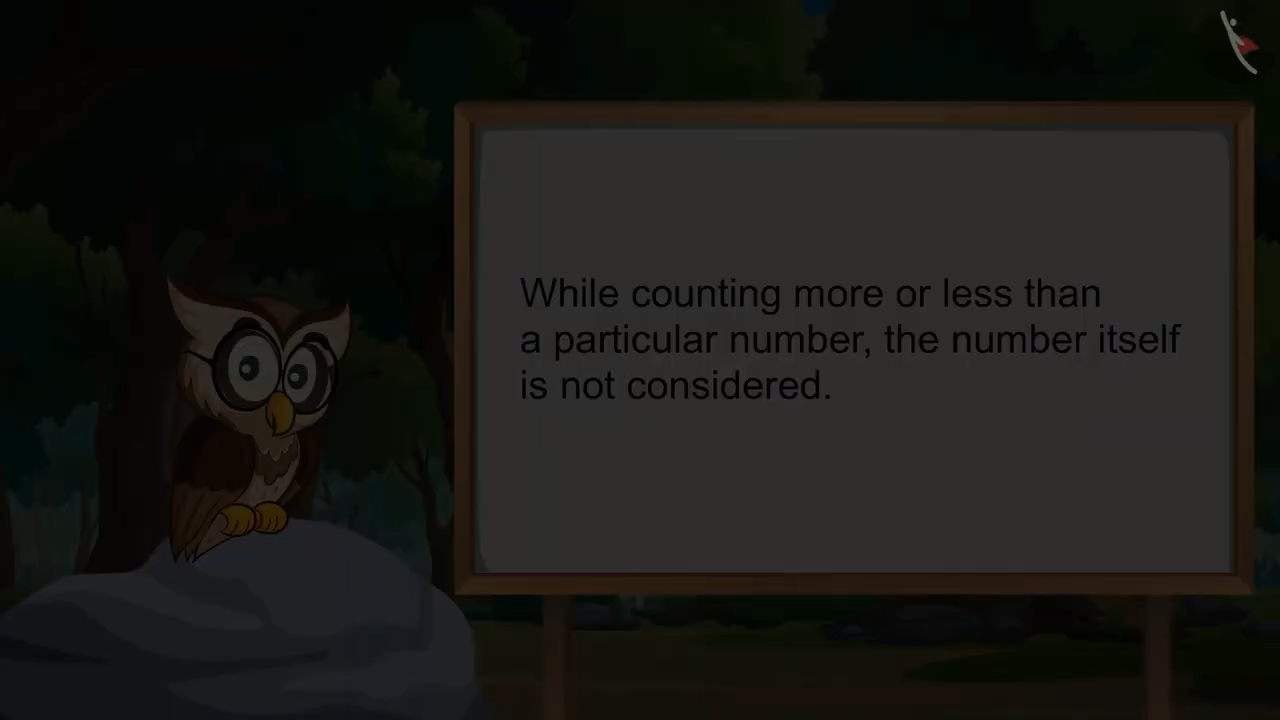 While counting more or less than
a particular number, the number itself
is not considered.